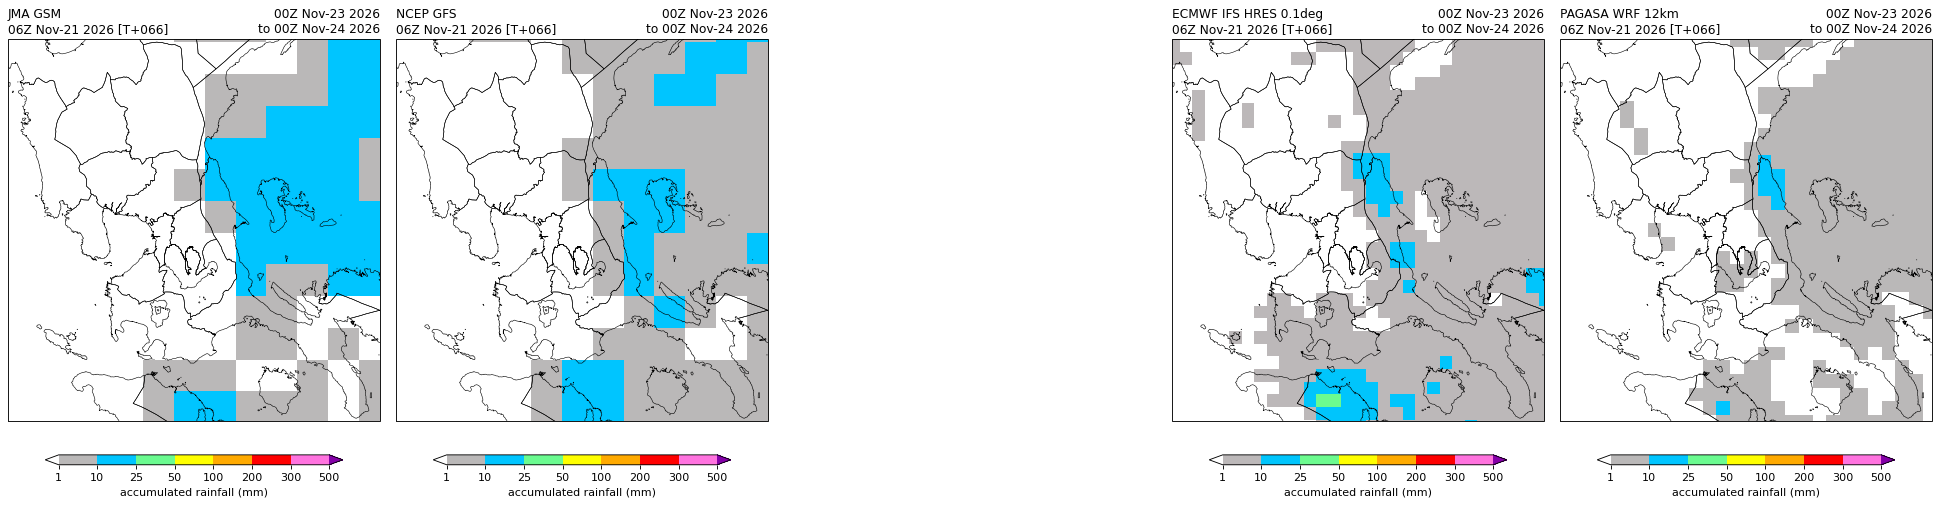 JMA GSM 00Z Nov-23 2026
06Z Nov-21 2026 [T+066] to 00Z Nov-24 2026
NCEP GFS 00Z Nov-23 2026
06Z Nov-21 2026 [T+066] to 00Z Nov-24 2026
ECMWF IFS HRES 0.1deg 00Z Nov-23 2026
06Z Nov-21 2026 [T+066] to 00Z Nov-24 2026
PAGASA WRF 12km 00Z Nov-23 2026
06Z Nov-21 2026 [T+066] to 00Z Nov-24 2026
1 10 25 50 100 200 300 500
accumulated rainfall (mm)
1 10 25 50 100 200 300 500
accumulated rainfall (mm)
1 10 25 50 100 200 300 500
accumulated rainfall (mm)
1 10 25 50 100 200 300 500
accumulated rainfall (mm)